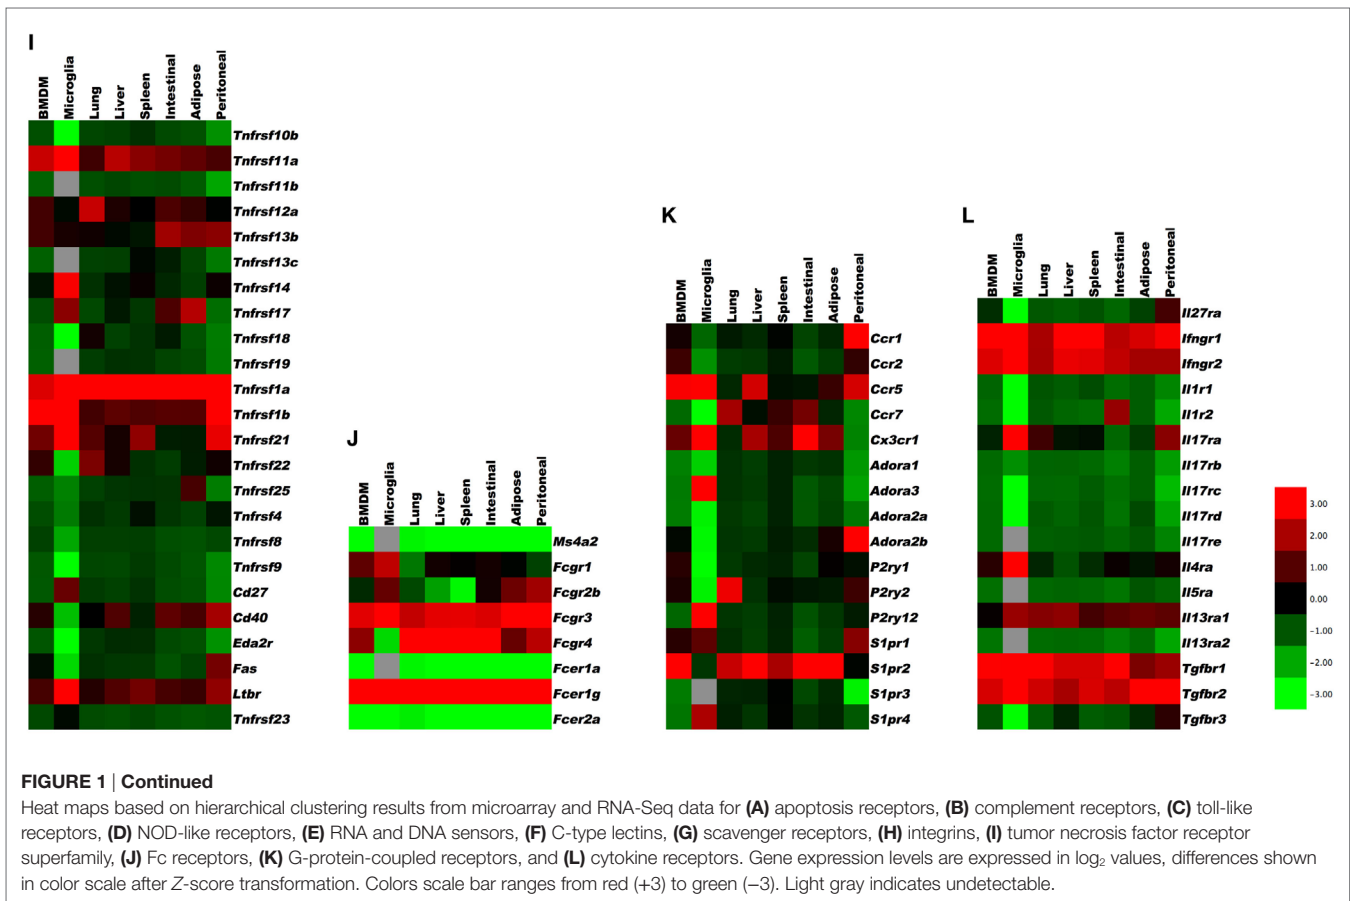 I
BMDM
Microglia
Lung
Liver
Spleen
Intestinal
Adipose
Peritoneal
Tnfrsf10b
Tnfrsf11a
Tnfrsf11b
Tnfrsf12a
Tnfrsf13b
Tnfrsf13c
Tnfrsf14
Tnfrsf17
Tnfrsf18
Tnfrsf19
Tnfrsf1a
Tnfrsf1b
Tnfrsf21
Tnfrsf22
Tnfrsf25
Tnfrsf4
Tnfrsf8
Tnfrsf9
Cd27
Cd40
Eda2r
Fas
Ltbr
Tnfrsf23
J
BMDM
Microglia
Lung
Liver
Spleen
Intestinal
Adipose
Peritoneal
Ms4a2
Fcgr1
Fcgr2b
Fcgr3
Fcgr4
Fcer1a
Fcer1g
Fcer2a
K
BMDM
Microglia
Lung
Liver
Spleen
Intestinal
Adipose
Peritoneal
Ccr1
Ccr2
Ccr5
Ccr7
Cx3cr1
Adora1
Adora3
Adora2a
Adora2b
P2ry1
P2ry2
P2ry12
S1pr1
S1pr2
S1pr3
S1pr4
L
BMDM
Microglia
Lung
Liver
Spleen
Intestinal
Adipose
Peritoneal
Il27ra
Ifngr1
Ifngr2
Il1r1
Il1r2
Il17ra
Il17rb
Il17rc
Il17rd
Il17re
Il4ra
Il5ra
Il13ra1
Il13ra2
Tgfbr1
Tgfbr2
Tgfbr3
3.00
2.00
1.00
0.00
−1.00
−2.00
−3.00
FIGURE 1 | Continued
Heat maps based on hierarchical clustering results from microarray and RNA-Seq data for (A) apoptosis receptors, (B) complement receptors, (C) toll-like
receptors, (D) NOD-like receptors, (E) RNA and DNA sensors, (F) C-type lectins, (G) scavenger receptors, (H) integrins, (I) tumor necrosis factor receptor
superfamily, (J) Fc receptors, (K) G-protein-coupled receptors, and (L) cytokine receptors. Gene expression levels are expressed in log₂ values, differences shown
in color scale after Z-score transformation. Colors scale bar ranges from red (+3) to green (−3). Light gray indicates undetectable.